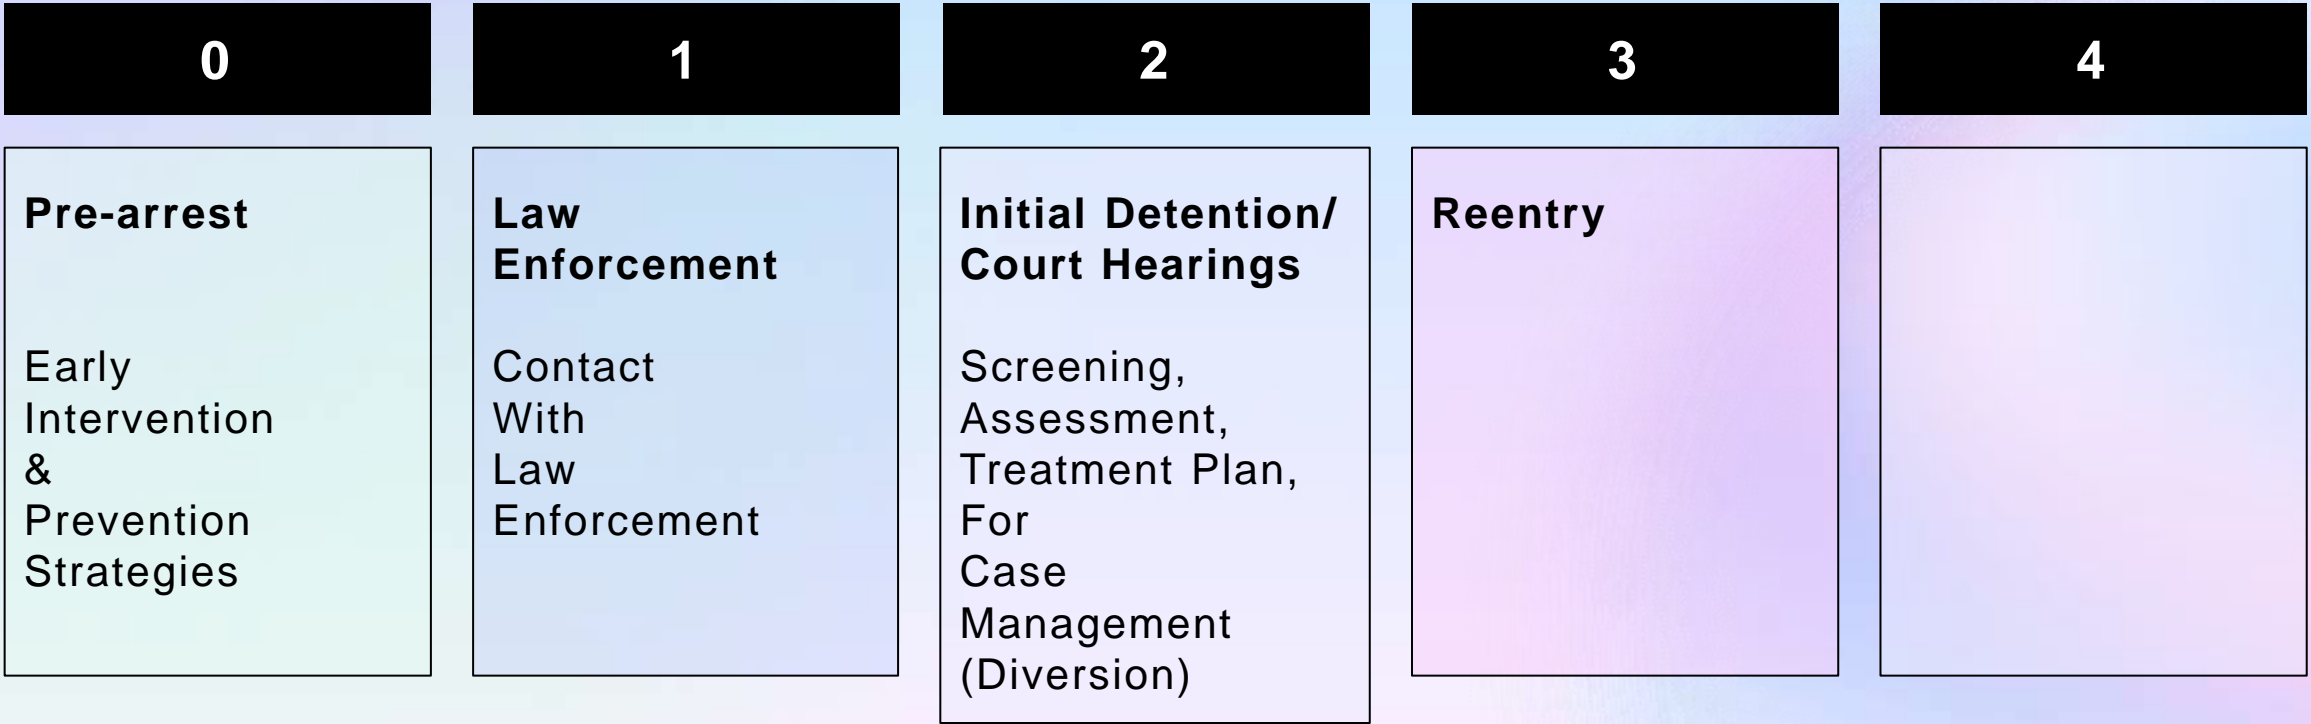 0
1
2
3
4
Pre-arrest
Early
Intervention
&
Prevention
Strategies
Law
Enforcement
Contact
With
Law
Enforcement
Initial Detention/
Court Hearings
Screening,
Assessment,
Treatment Plan,
For
Case
Management
(Diversion)
Reentry